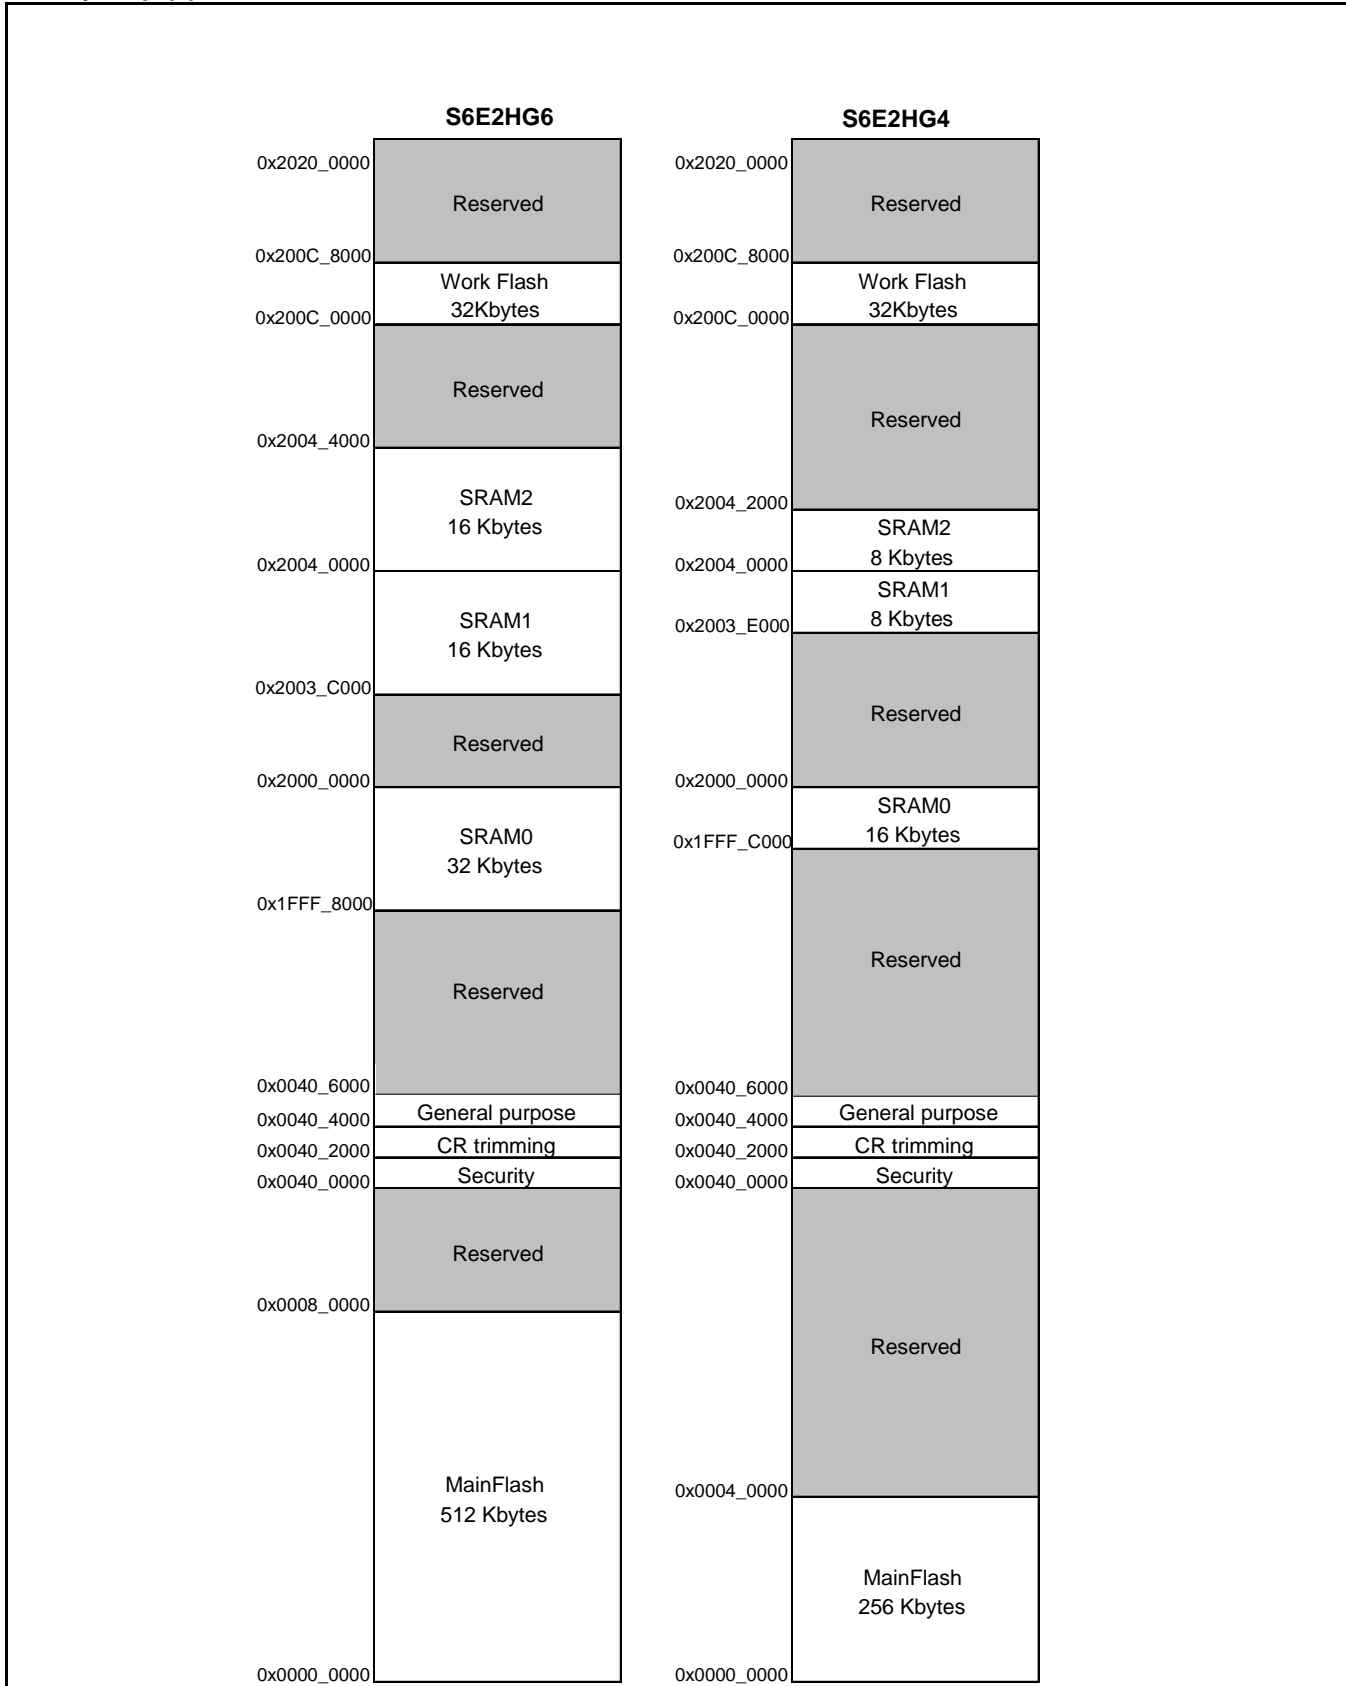 S6E2HG6
0x2020_0000
Reserved
0x200C_8000
Work Flash
32Kbytes
0x200C_0000
Reserved
0x2004_4000
SRAM2
16 Kbytes
0x2004_0000
SRAM1
16 Kbytes
0x2003_C000
Reserved
0x2000_0000
SRAM0
32 Kbytes
0x1FFF_8000
Reserved
0x0040_6000
General purpose
0x0040_4000
CR trimming
0x0040_2000
Security
0x0040_0000
Reserved
0x0008_0000
MainFlash
512 Kbytes
0x0000_0000
S6E2HG4
0x2020_0000
Reserved
0x200C_8000
Work Flash
32Kbytes
0x200C_0000
Reserved
0x2004_2000
SRAM2
8 Kbytes
0x2004_0000
SRAM1
8 Kbytes
0x2003_E000
Reserved
0x2000_0000
SRAM0
16 Kbytes
0x1FFF_C000
Reserved
0x0040_6000
General purpose
0x0040_4000
CR trimming
0x0040_2000
Security
0x0040_0000
Reserved
0x0004_0000
MainFlash
256 Kbytes
0x0000_0000